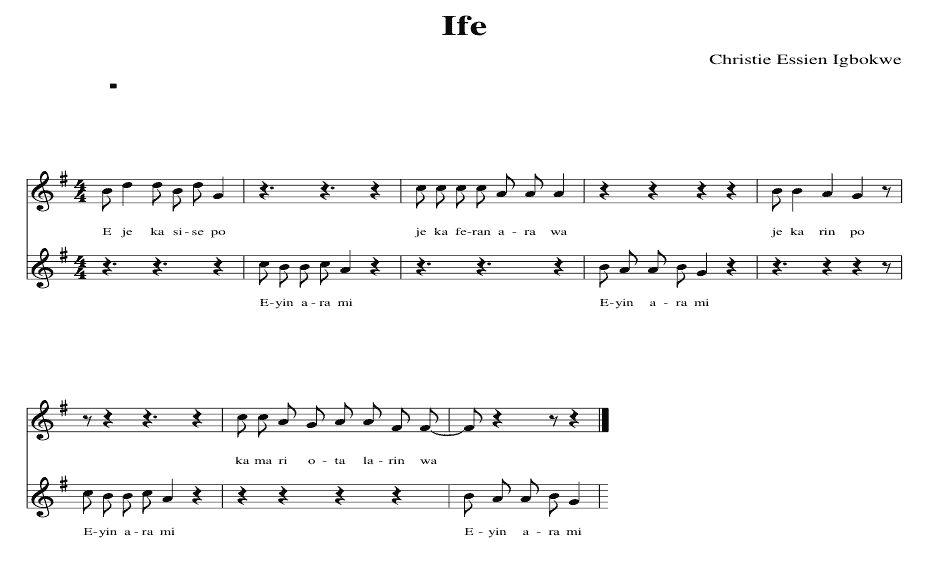 Ife
Christie Essien Igbokwe
E je ka si-se po je ka fe-ran a-ra wa je ka rin po
E-yin a-ra mi E-yin a-ra mi
ka ma ri o-ta la-rin wa
E-yin a-ra mi E-yin a-ra mi